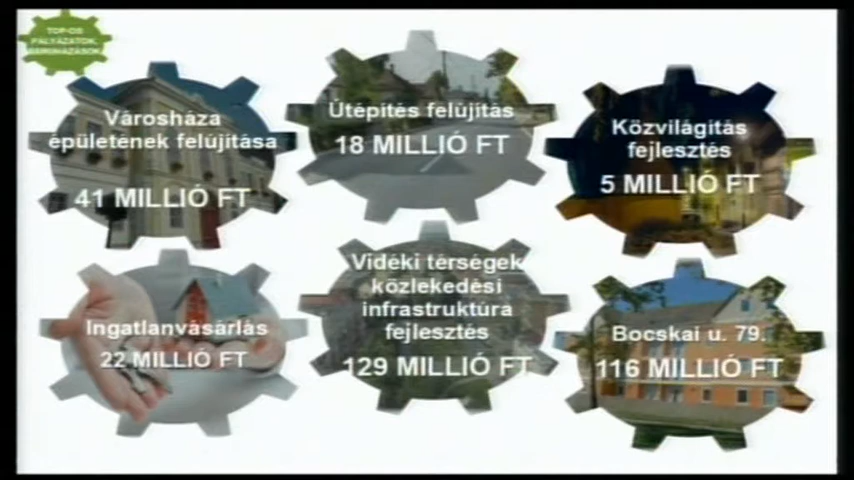 TOP-OS
PÁLYÁZATOK,
BERUHÁZÁSOK
Városháza
épületének felújítása
41 MILLIÓ FT
Útépítés felújítás
18 MILLIÓ FT
Közvilágítás
fejlesztés
5 MILLIÓ FT
Ingatlanvásárlás
22 MILLIÓ FT
Vidéki térségek
közlekedési
infrastruktúra
fejlesztés
129 MILLIÓ FT
Bocskai u. 79.
116 MILLIÓ FT